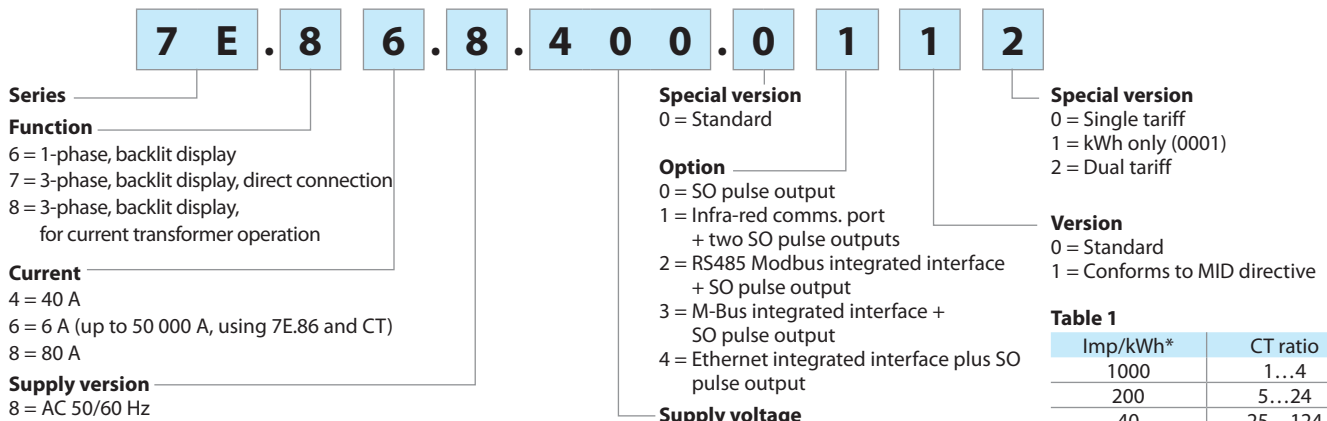 7 E . 8 6 . 8 . 4 0 0 . 0 1 1 2
Series
Function
6 = 1-phase, backlit display
7 = 3-phase, backlit display, direct connection
8 = 3-phase, backlit display,
for current transformer operation
Current
4 = 40 A
6 = 6 A (up to 50 000 A, using 7E.86 and CT)
8 = 80 A
Supply version
8 = AC 50/60 Hz
Special version
0 = Standard
Option
0 = SO pulse output
1 = Infra-red comms. port
+ two SO pulse outputs
2 = RS485 Modbus integrated interface
+ SO pulse output
3 = M-Bus integrated interface +
SO pulse output
4 = Ethernet integrated interface plus SO
pulse output
Supply voltage
Special version
0 = Single tariff
1 = kWh only (0001)
2 = Dual tariff
Version
0 = Standard
1 = Conforms to MID directive
Table 1
Imp/kWh* CT ratio
1000 1…4
200 5…24
40 25…124